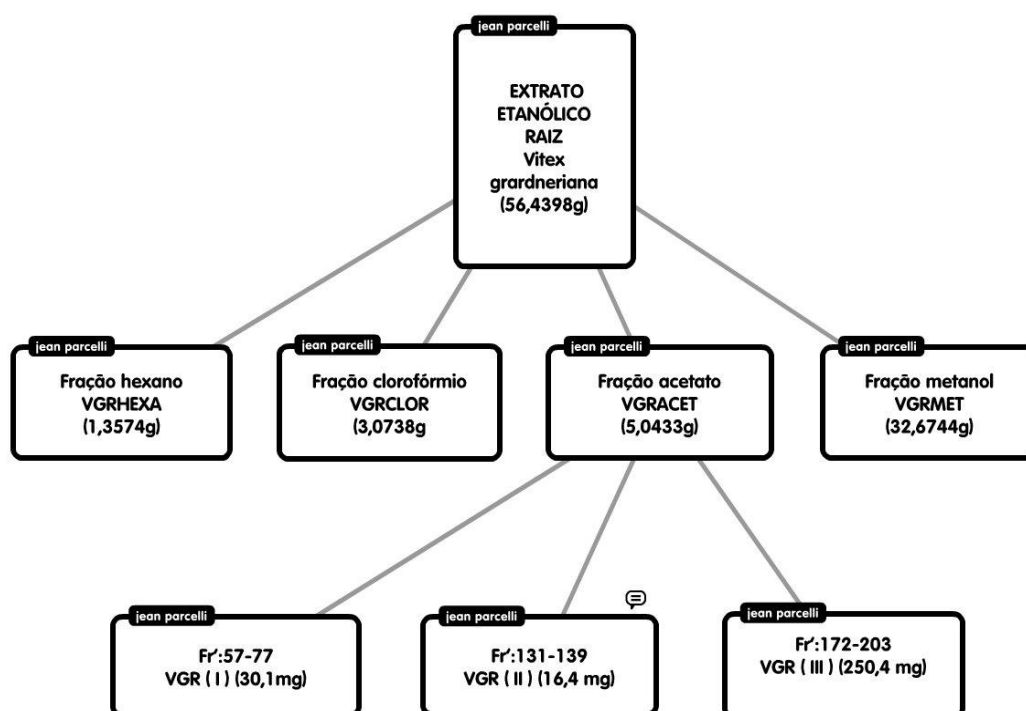 jean parcelli
EXTRATO
ETANÓLICO
RAIZ
Vitex
grardneriana
(56,4398g)
jean parcelli
Fração hexano
VGRHEXA
(1,3574g)
jean parcelli
Fração clorofórmio
VGRCLOR
(3,0738g
jean parcelli
Fração acetato
VGRACET
(5,0433g)
jean parcelli
Fração metanol
VGRMET
(32,6744g)
jean parcelli
Fr':57-77
VGR ( I ) (30,1mg)
jean parcelli
Fr':131-139
VGR ( II ) (16,4 mg)
jean parcelli
Fr':172-203
VGR ( III ) (250,4 mg)